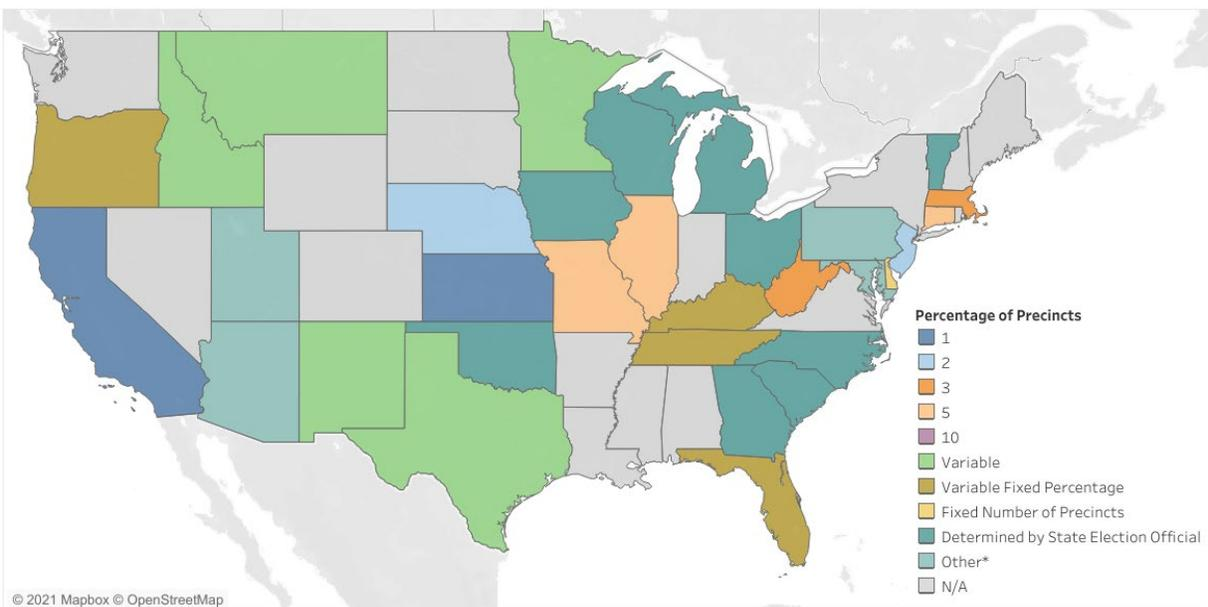 Percentage of Precincts
1
2
3
5
10
Variable
Variable Fixed Percentage
Fixed Number of Precincts
Determined by State Election Official
Other*
N/A
© 2021 Mapbox © OpenStreetMap